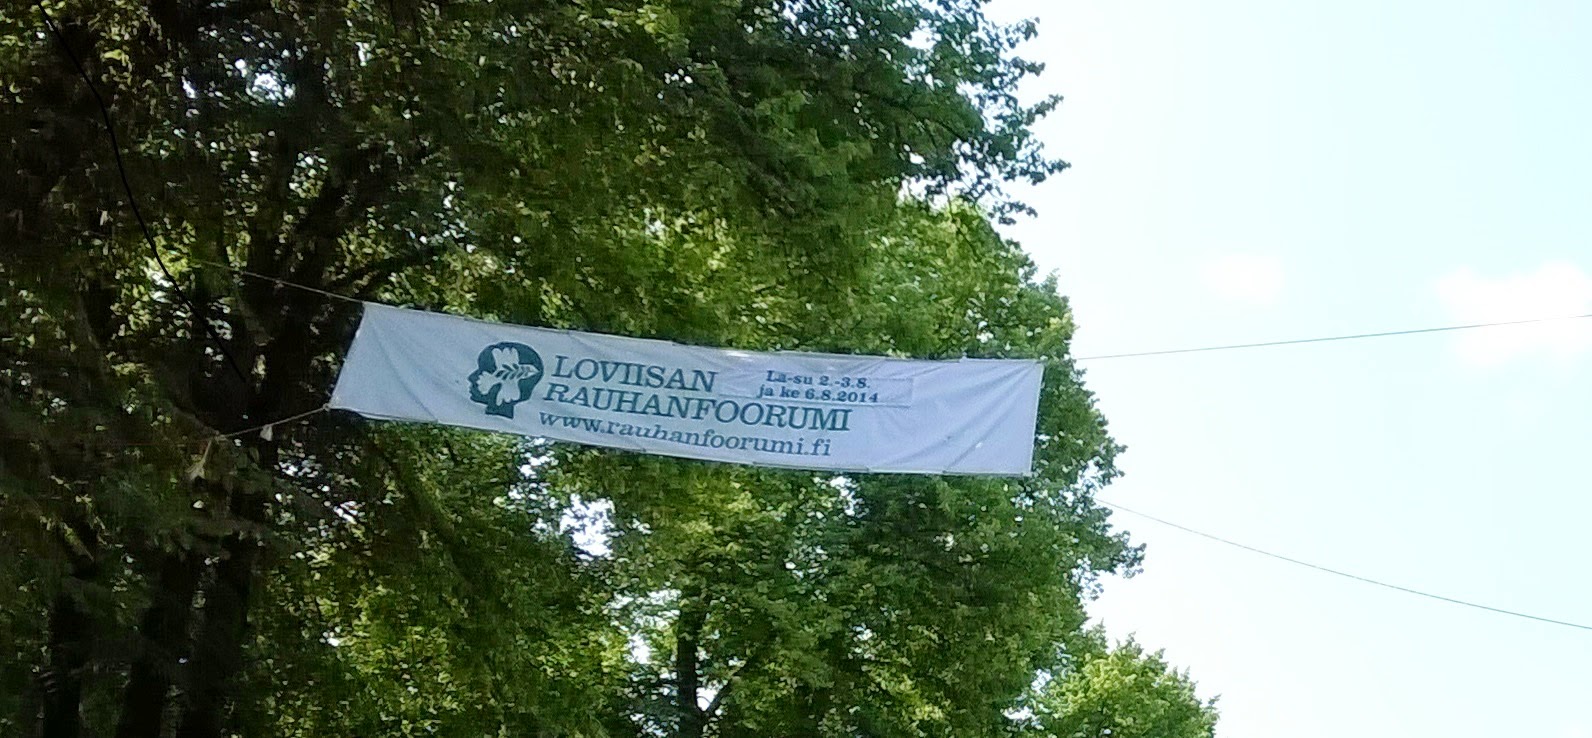 LOVIISAN
RAUHANFOORUMI
La-su 2.-3.8.
ja ke 6.8.2014
www.rauhanfoorumi.fi